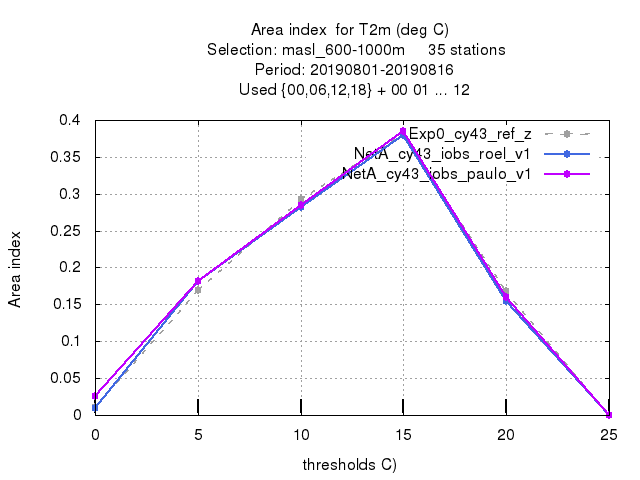 Area index  for T2m (deg C)
Selection: masl_600-1000m     35 stations
Period: 20190801-20190816
Used {00,06,12,18} + 00 01 ... 12
Exp0_cy43_ref_z
NetA_cy43_iobs_roel_v1
NetA_cy43_iobs_paulo_v1
0.4
0.35
0.3
0.25
0.2
0.15
0.1
0.05
0
Area index
0 5 10 15 20 25
thresholds C)